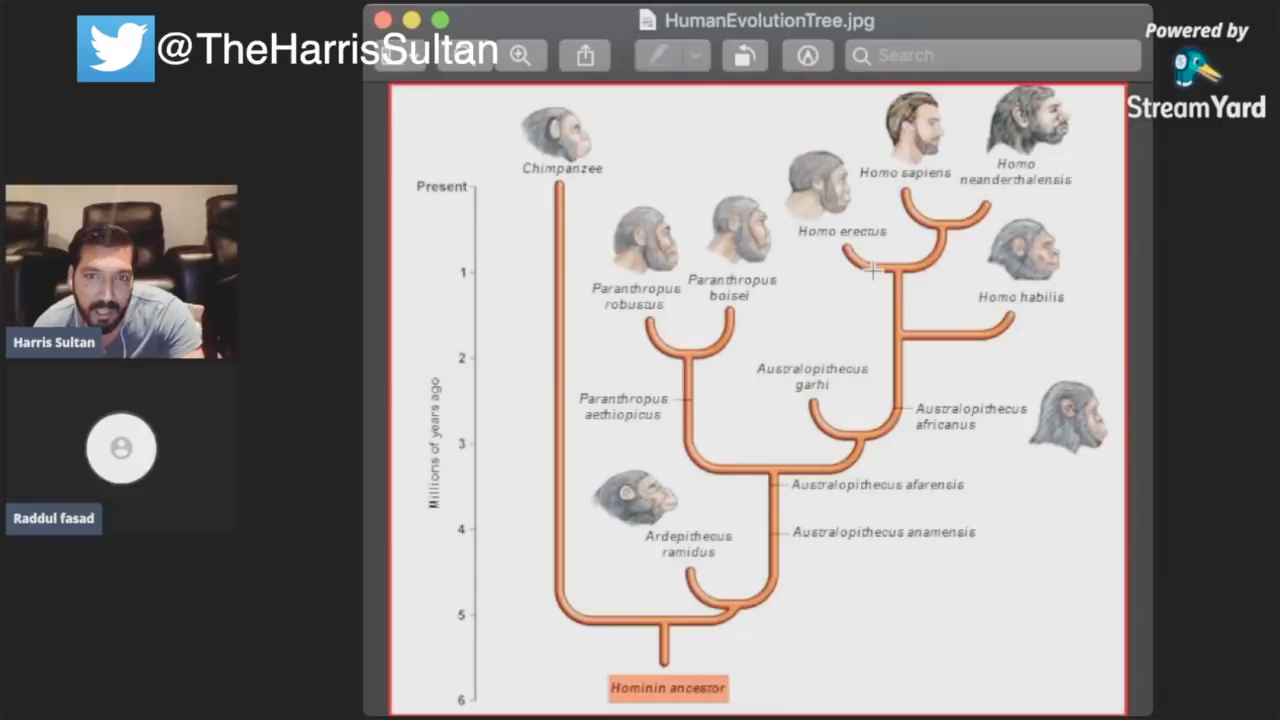 @TheHarrisSultan
HumanEvolutionTree.jpg
Search
Powered by
StreamYard
Harris Sultan
Raddul fasad
Chimpanzee
Present
1
2
3
4
5
6
Millions of years ago
Homo sapiens
Homo
neanderthalensis
Homo erectus
Homo habilis
Paranthropus
robustus
Paranthropus
boisei
Paranthropus
aethiopicus
Australopithecus
garhi
Australopithecus
africanus
Australopithecus afarensis
Australopithecus anamensis
Ardepithecus
ramidus
Hominin ancestor